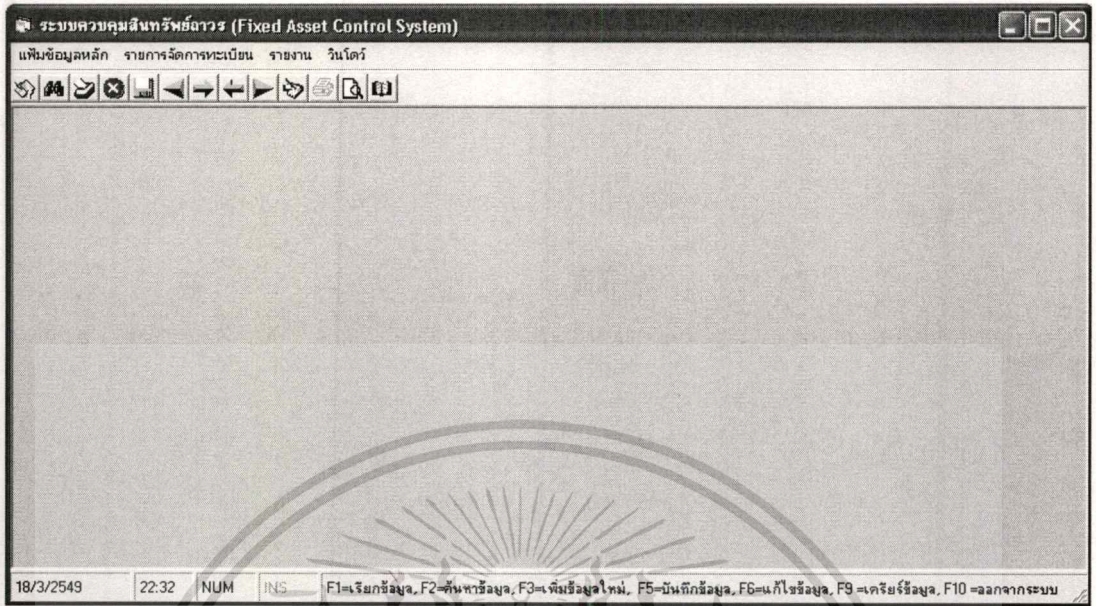 ระบบควบคุมสินทรัพย์ถาวร (Fixed Asset Control System)
แฟ้มข้อมูลหลัก รายการจัดการทะเบียน รายงาน วินโดว์
18/3/2549 22:32 NUM INS F1=เรียกข้อมูล, F2=ค้นหาข้อมูล, F3=เพิ่มข้อมูลใหม่, F5=บันทึกข้อมูล, F6=แก้ไขข้อมูล, F9 =เคลียร์ข้อมูล, F10 =ออกจากระบบ